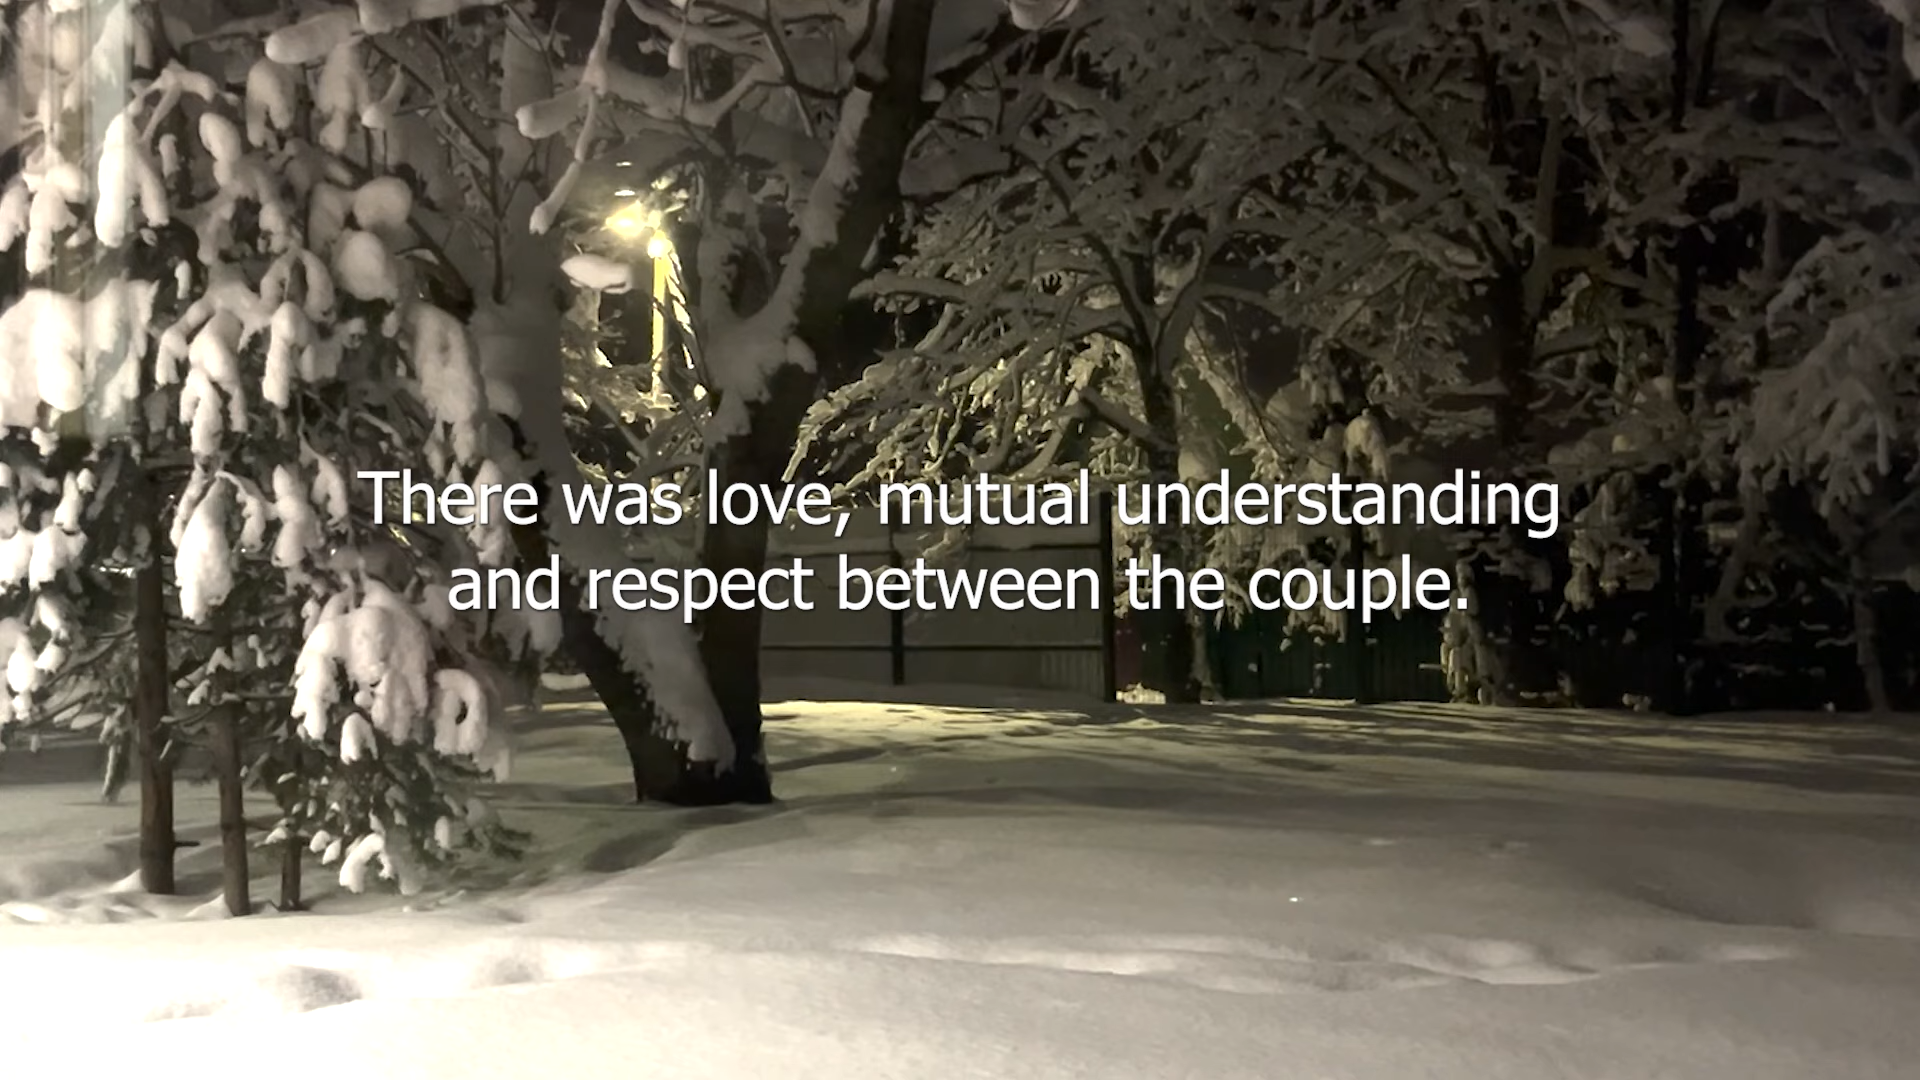 There was love, mutual understanding
and respect between the couple.